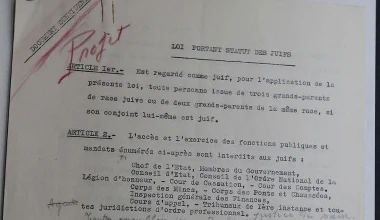 DOCUMENT CONFIDENTIEL
Projet
LOI PORTANT STATUT DES JUIFS
ARTICLE 1er.- Est regardé comme juif, pour l'application de la
présente loi, toute personne issue de trois grands-parents
de race juive ou de deux grands-parents de la même race, si
son conjoint lui-même est juif.
ARTICLE 2.- L'accès et l'exercice des fonctions publiques et
mandats énumérés ci-après sont interdits aux juifs :
Chef de l'Etat, Membres du Gouvernement,
Conseil d'Etat, Conseil de l'Ordre National de la
Légion d'honneur, - Cour de Cassation, - Cour des Comptes,
Corps des Mines, - Corps des Ponts et Chaussées,
Inspection générale des Finances,
Cours d'appel, - Tribunaux de 1ère instance,
tes juridictions d'ordre professionnel.